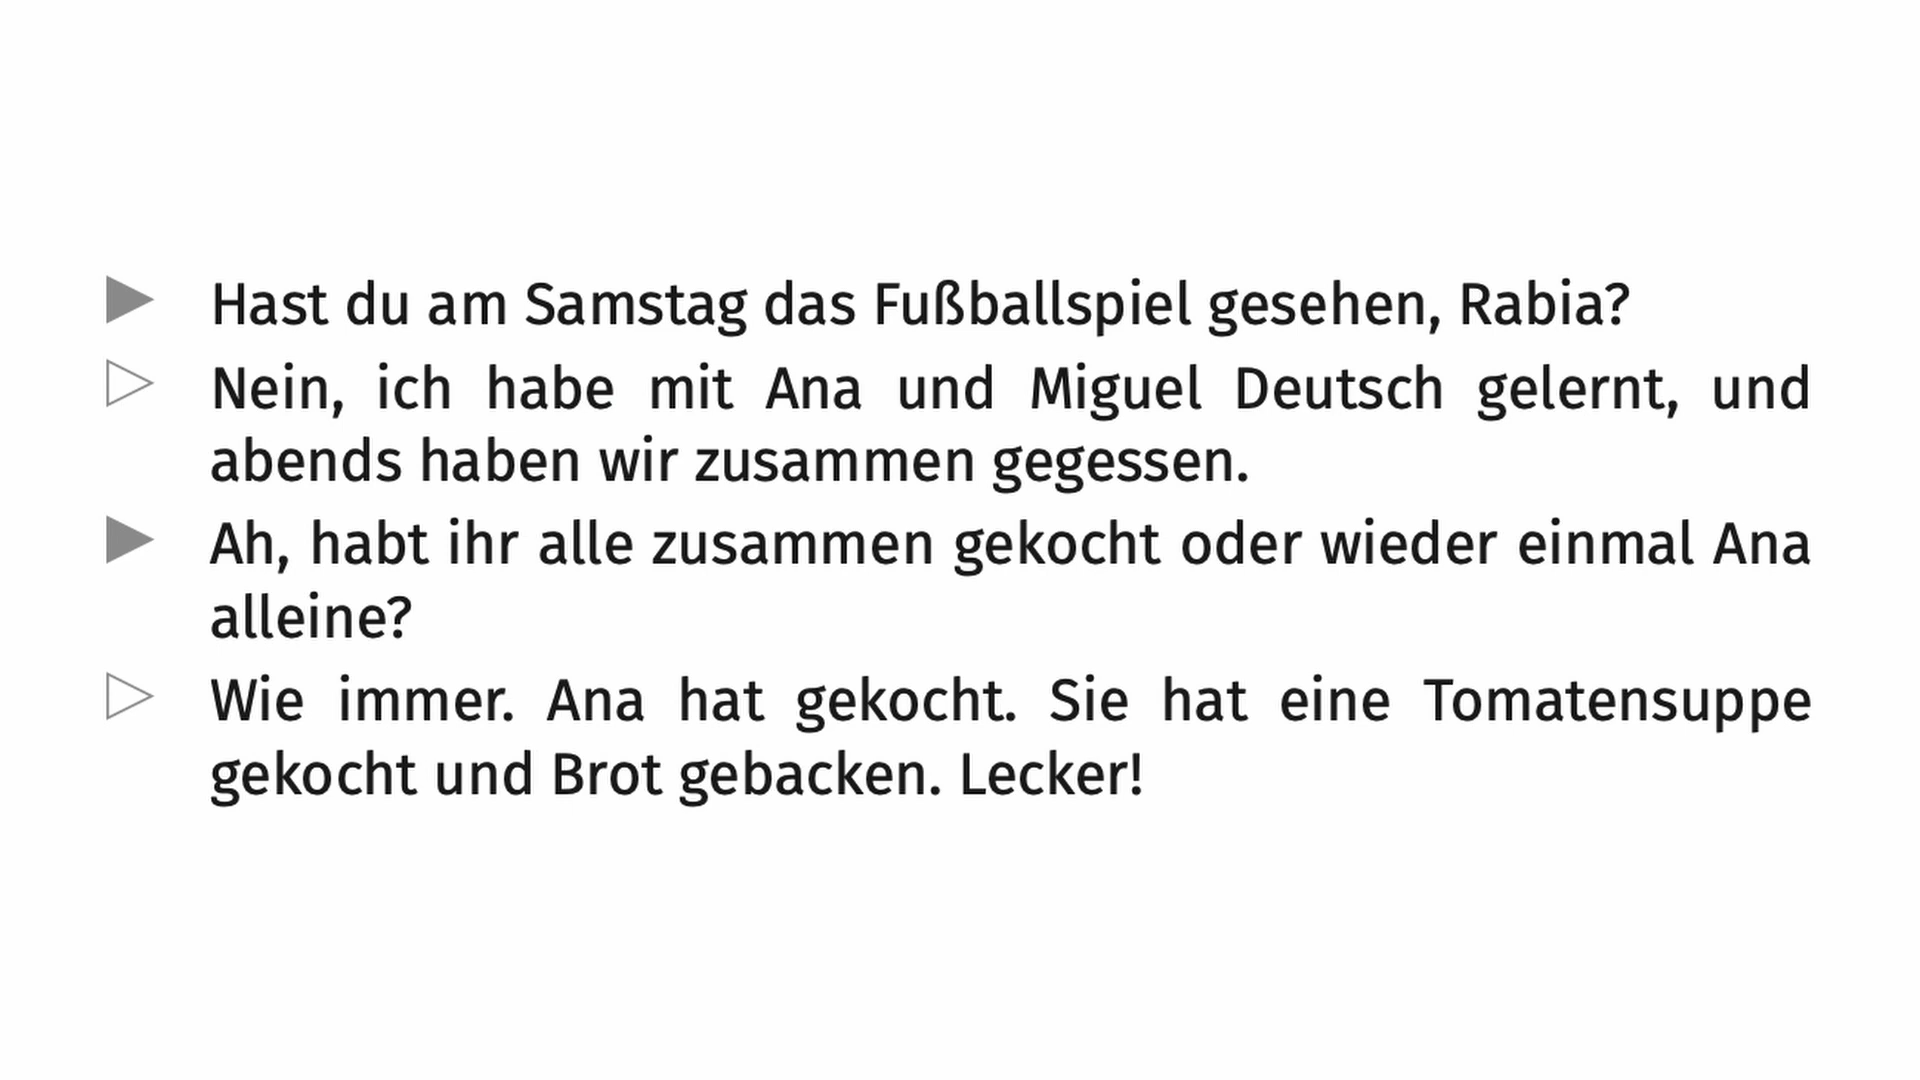 Hast du am Samstag das Fußballspiel gesehen, Rabia?
Nein, ich habe mit Ana und Miguel Deutsch gelernt, und
abends haben wir zusammen gegessen.
Ah, habt ihr alle zusammen gekocht oder wieder einmal Ana
alleine?
Wie immer. Ana hat gekocht. Sie hat eine Tomatensuppe
gekocht und Brot gebacken. Lecker!